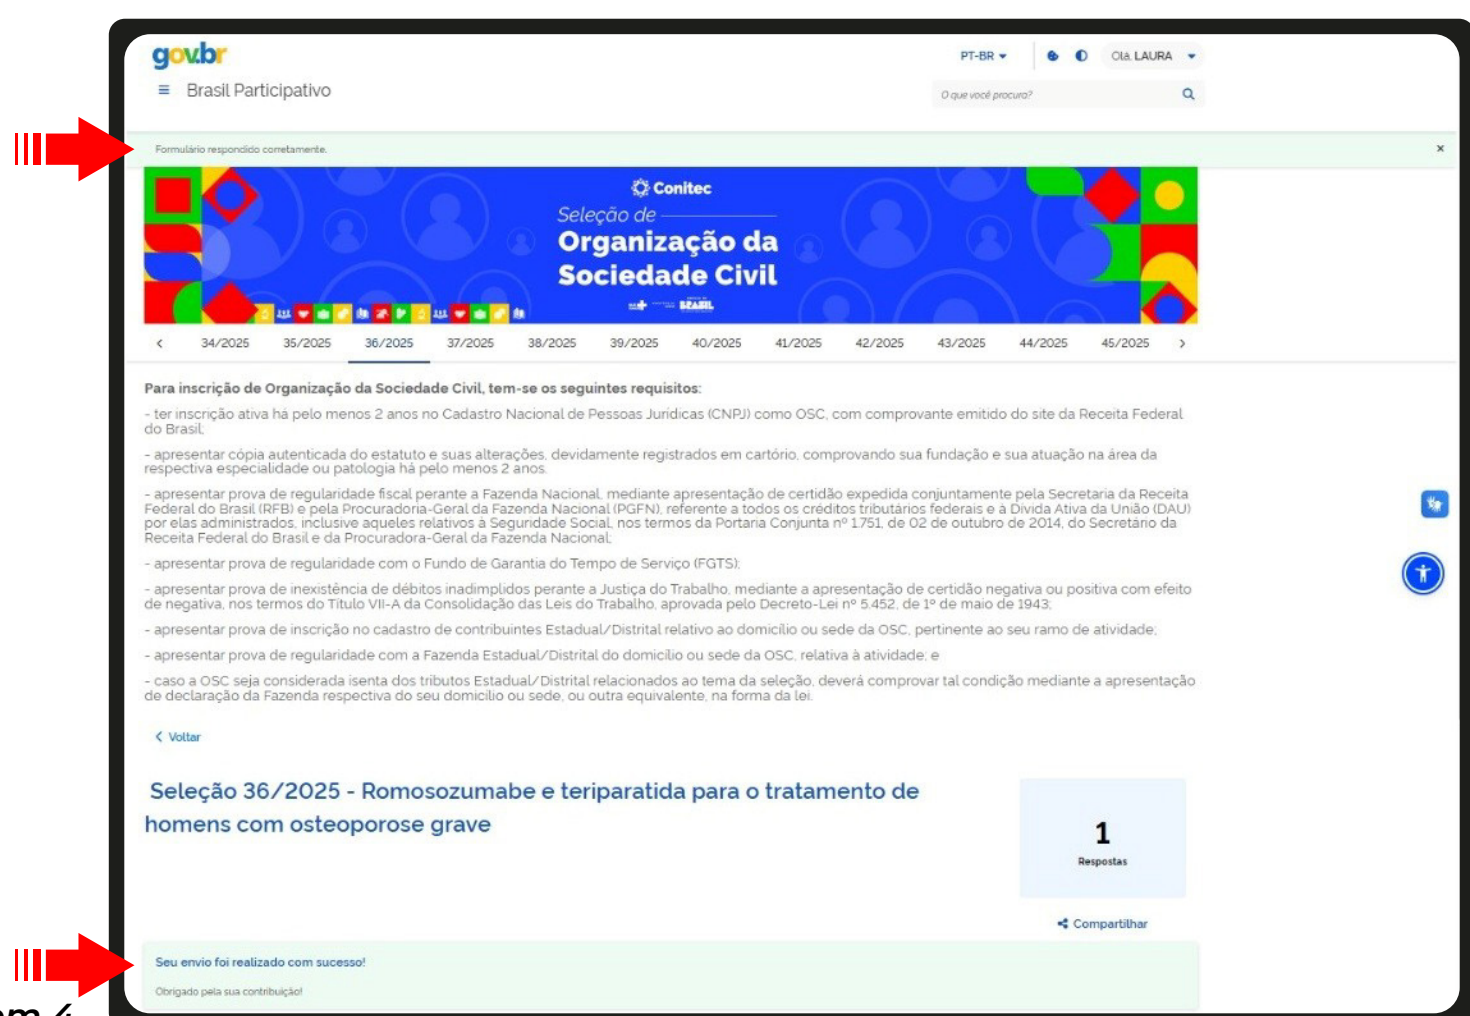 gov.br
PT-BR
Olá, LAURA
Brasil Participativo
O que você procura?
Formulário respondido corretamente.
×
Conitec
Seleção de
Organização da
Sociedade Civil
BRASIL
34/2025 35/2025 36/2025 37/2025 38/2025 39/2025 40/2025 41/2025 42/2025 43/2025 44/2025 45/2025
Para inscrição de Organização da Sociedade Civil, tem-se os seguintes requisitos:
- ter inscrição ativa há pelo menos 2 anos no Cadastro Nacional de Pessoas Jurídicas (CNPJ) como OSC, com comprovante emitido do site da Receita Federal
do Brasil;
- apresentar cópia autenticada do estatuto e suas alterações, devidamente registrados em cartório, comprovando sua fundação e sua atuação na área da
respectiva especialidade ou patologia há pelo menos 2 anos.
- apresentar prova de regularidade fiscal perante a Fazenda Nacional, mediante apresentação de certidão expedida conjuntamente pela Secretaria da Receita
Federal do Brasil (RFB) e pela Procuradoria-Geral da Fazenda Nacional (PGFN), referente a todos os créditos tributários federais e à Dívida Ativa da União (DAU)
por elas administrados, inclusive aqueles relativos à Seguridade Social, nos termos da Portaria Conjunta nº 1.751, de 02 de outubro de 2014, do Secretário da
Receita Federal do Brasil e da Procuradora-Geral da Fazenda Nacional;
- apresentar prova de regularidade com o Fundo de Garantia do Tempo de Serviço (FGTS);
- apresentar prova de inexistência de débitos inadimplidos perante a Justiça do Trabalho, mediante a apresentação de certidão negativa ou positiva com efeito
de negativa, nos termos do Título VII-A da Consolidação das Leis do Trabalho, aprovada pelo Decreto-Lei nº 5.452, de 1º de maio de 1943;
- apresentar prova de inscrição no cadastro de contribuintes Estadual/Distrital relativo ao domicílio ou sede da OSC, pertinente ao seu ramo de atividade;
- apresentar prova de regularidade com a Fazenda Estadual/Distrital do domicílio ou sede da OSC, relativa à atividade; e
- caso a OSC seja considerada isenta dos tributos Estadual/Distrital relacionados ao tema da seleção, deverá comprovar tal condição mediante a apresentação
de declaração da Fazenda respectiva do seu domicílio ou sede, ou outra equivalente, na forma da lei.
Voltar
Seleção 36/2025 - Romosozumabe e teriparatida para o tratamento de
homens com osteoporose grave
1
Respostas
Compartilhar
Seu envio foi realizado com sucesso!
Obrigado pela sua contribuição!